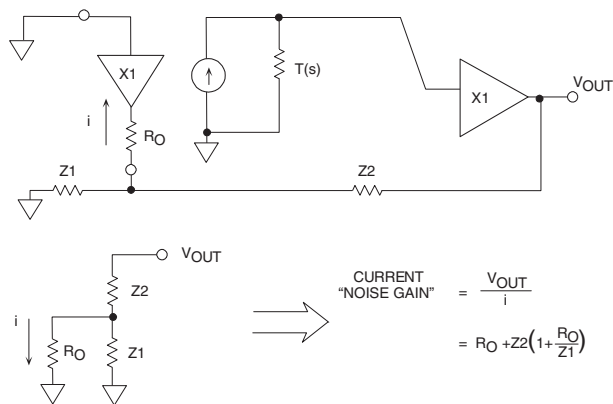 X1
T(s)
X1
VOUT
i
RO
Z1
Z2
VOUT
Z2
i
RO
Z1
CURRENT
"NOISE GAIN" = VOUT / i
= RO + Z2(1 + RO / Z1)